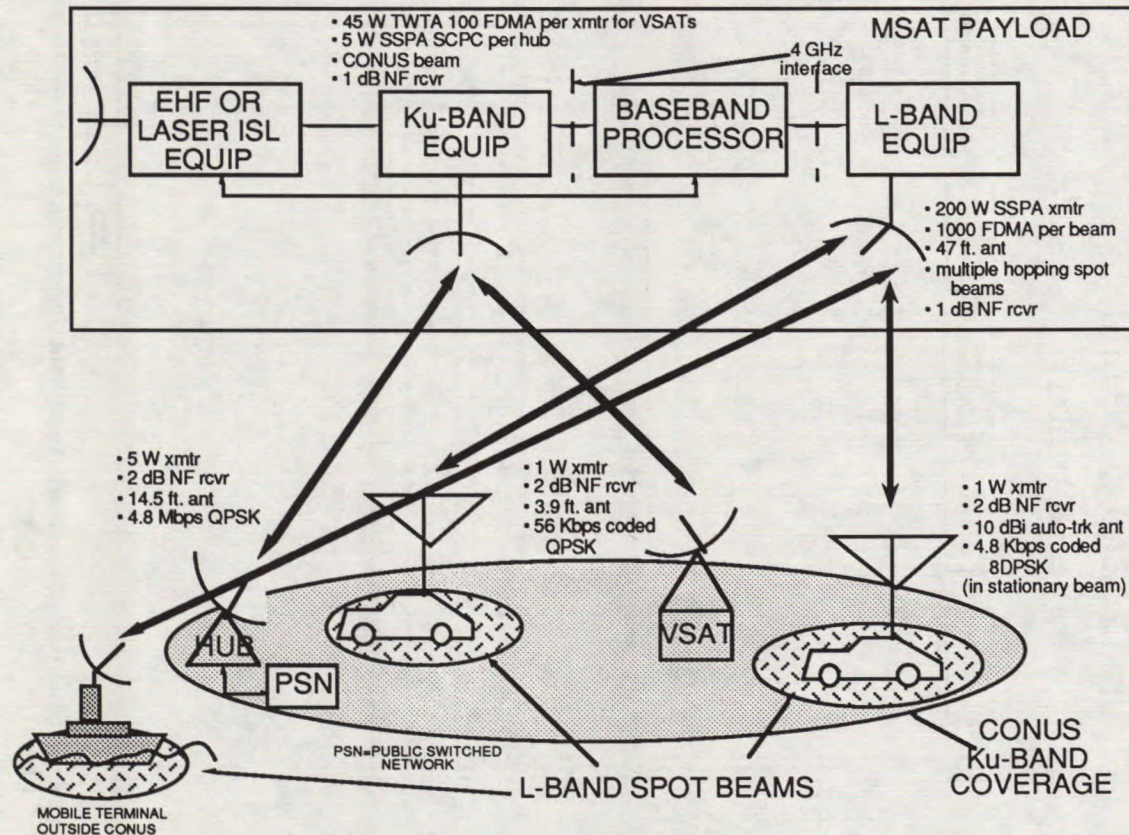 • 45 W TWTA 100 FDMA per xmtr for VSATs
• 5 W SSPA SCPC per hub
• CONUS beam
• 1 dB NF rcvr
MSAT PAYLOAD
4 GHz
interface
EHF OR
LASER ISL
EQUIP
Ku-BAND
EQUIP
BASEBAND
PROCESSOR
L-BAND
EQUIP
• 200 W SSPA xmtr
• 1000 FDMA per beam
• 47 ft. ant
• multiple hopping spot
beams
• 1 dB NF rcvr
• 5 W xmtr
• 2 dB NF rcvr
• 14.5 ft. ant
• 4.8 Mbps QPSK
• 1 W xmtr
• 2 dB NF rcvr
• 3.9 ft. ant
• 56 Kbps coded
QPSK
• 1 W xmtr
• 2 dB NF rcvr
• 10 dBi auto-trk ant
• 4.8 Kbps coded
8DPSK
(in stationary beam)
HUB
PSN
VSAT
PSN=PUBLIC SWITCHED
NETWORK
L-BAND SPOT BEAMS
CONUS
Ku-BAND
COVERAGE
MOBILE TERMINAL
OUTSIDE CONUS